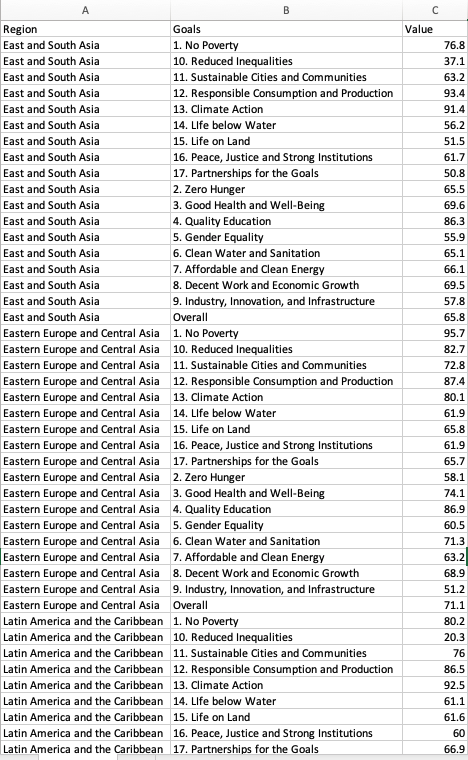 A B C
Region Goals Value
East and South Asia 1. No Poverty 76.8
East and South Asia 10. Reduced Inequalities 37.1
East and South Asia 11. Sustainable Cities and Communities 63.2
East and South Asia 12. Responsible Consumption and Production 93.4
East and South Asia 13. Climate Action 91.4
East and South Asia 14. LIfe below Water 56.2
East and South Asia 15. Life on Land 51.5
East and South Asia 16. Peace, Justice and Strong Institutions 61.7
East and South Asia 17. Partnerships for the Goals 50.8
East and South Asia 2. Zero Hunger 65.5
East and South Asia 3. Good Health and Well-Being 69.6
East and South Asia 4. Quality Education 86.3
East and South Asia 5. Gender Equality 55.9
East and South Asia 6. Clean Water and Sanitation 65.1
East and South Asia 7. Affordable and Clean Energy 66.1
East and South Asia 8. Decent Work and Economic Growth 69.5
East and South Asia 9. Industry, Innovation, and Infrastructure 57.8
East and South Asia Overall 65.8
Eastern Europe and Central Asia 1. No Poverty 95.7
Eastern Europe and Central Asia 10. Reduced Inequalities 82.7
Eastern Europe and Central Asia 11. Sustainable Cities and Communities 72.8
Eastern Europe and Central Asia 12. Responsible Consumption and Production 87.4
Eastern Europe and Central Asia 13. Climate Action 80.1
Eastern Europe and Central Asia 14. LIfe below Water 61.9
Eastern Europe and Central Asia 15. Life on Land 65.8
Eastern Europe and Central Asia 16. Peace, Justice and Strong Institutions 61.9
Eastern Europe and Central Asia 17. Partnerships for the Goals 65.7
Eastern Europe and Central Asia 2. Zero Hunger 58.1
Eastern Europe and Central Asia 3. Good Health and Well-Being 74.1
Eastern Europe and Central Asia 4. Quality Education 86.9
Eastern Europe and Central Asia 5. Gender Equality 60.5
Eastern Europe and Central Asia 6. Clean Water and Sanitation 71.3
Eastern Europe and Central Asia 7. Affordable and Clean Energy 63.2
Eastern Europe and Central Asia 8. Decent Work and Economic Growth 68.9
Eastern Europe and Central Asia 9. Industry, Innovation, and Infrastructure 51.2
Eastern Europe and Central Asia Overall 71.1
Latin America and the Caribbean 1. No Poverty 80.2
Latin America and the Caribbean 10. Reduced Inequalities 20.3
Latin America and the Caribbean 11. Sustainable Cities and Communities 76
Latin America and the Caribbean 12. Responsible Consumption and Production 86.5
Latin America and the Caribbean 13. Climate Action 92.5
Latin America and the Caribbean 14. LIfe below Water 61.1
Latin America and the Caribbean 15. Life on Land 61.6
Latin America and the Caribbean 16. Peace, Justice and Strong Institutions 60
Latin America and the Caribbean 17. Partnerships for the Goals 66.9